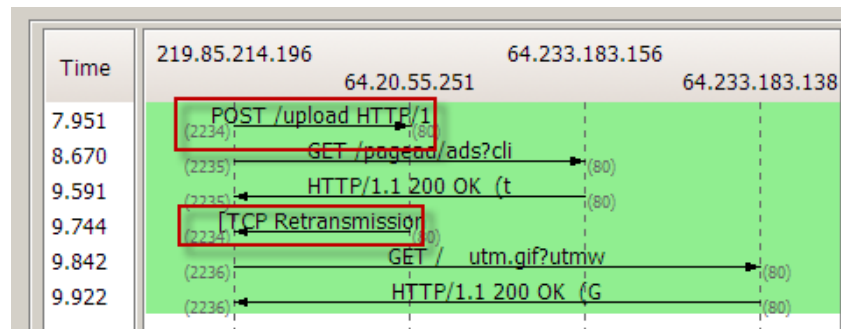 Time
219.85.214.196 64.233.183.156
64.20.55.251 64.233.183.138
7.951 POST /upload HTTP/1
(2234) (80)
8.670 GET /pagead/ads?cli
(2235) (80)
9.591 HTTP/1.1 200 OK (t
(2235) (80)
9.744 [TCP Retransmission
(2234) (80)
9.842 GET /__utm.gif?utmw
(2236) (80)
9.922 HTTP/1.1 200 OK (G
(2236) (80)